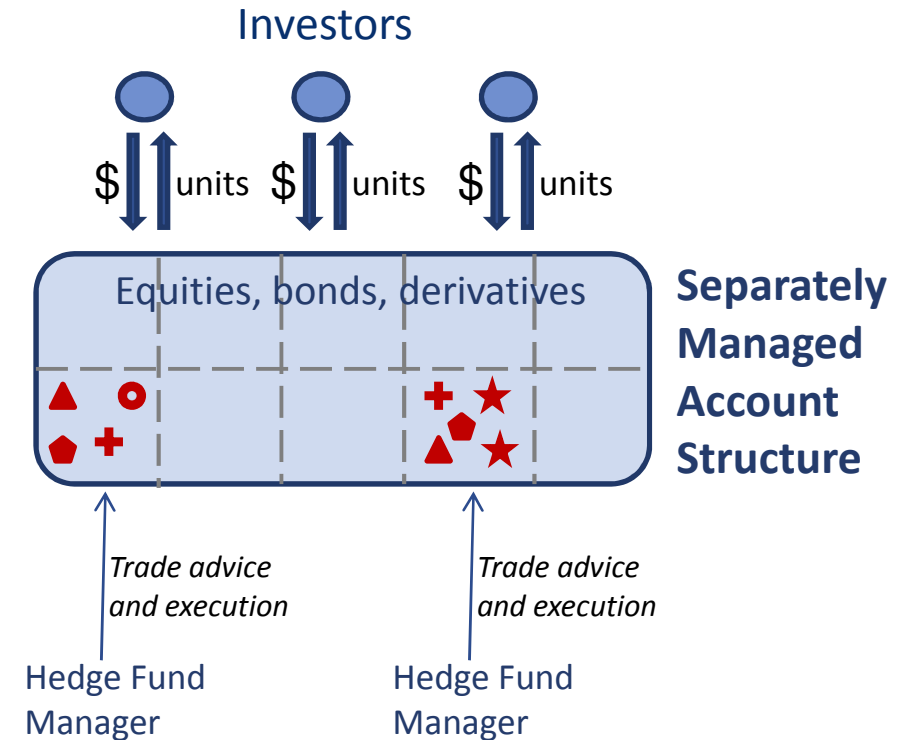 Investors
$ units $ units $ units
Equities, bonds, derivatives
Separately
Managed
Account
Structure
Trade advice
and execution
Trade advice
and execution
Hedge Fund
Manager
Hedge Fund
Manager